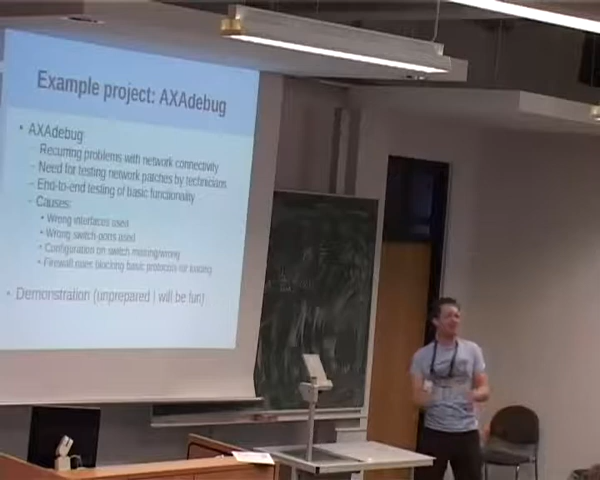 Example project: AXAdebug
• AXAdebug:
– Recurring problems with network connectivity
– Need for testing network patches by technicians
– End-to-end testing of basic functionality
– Causes:
• Wrong interfaces used
• Wrong switch-ports used
• Configuration on switch missing/wrong
• Firewall rules blocking basic protocols for testing
• Demonstration (unprepared ! will be fun)